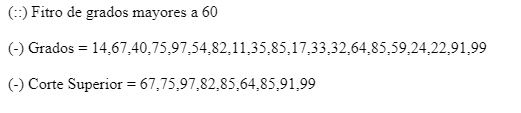 (::) Fitro de grados mayores a 60
(-) Grados = 14,67,40,75,97,54,82,11,35,85,17,33,32,64,85,59,24,22,91,99
(-) Corte Superior = 67,75,97,82,85,64,85,91,99